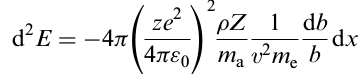 d²E = −4π (ze²/4πε₀)² ρZ/mₐ 1/v²mₑ db/b dx